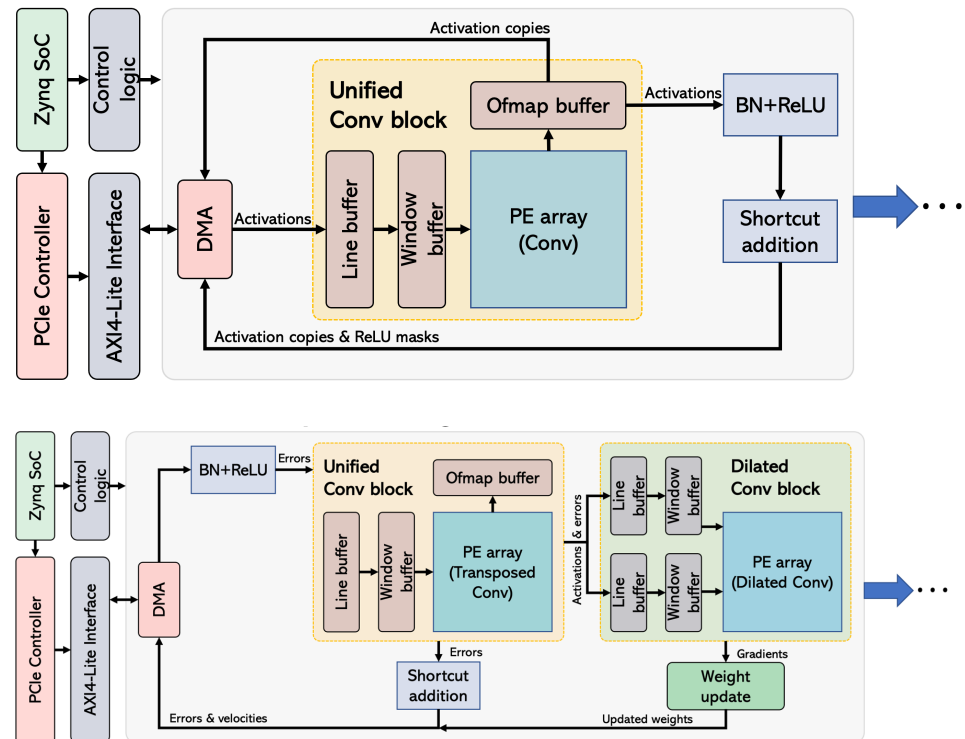 Zynq SoC
Control
logic
PCIe Controller
AXI4-Lite Interface
Activation copies
DMA
Activations
Unified
Conv block
Line buffer
Window
buffer
Ofmap buffer
PE array
(Conv)
Activations
BN+ReLU
Shortcut
addition
. . .
Activation copies & ReLU masks
Zynq SoC
Control
logic
PCIe Controller
AXI4-Lite Interface
DMA
BN+ReLU
Errors
Unified
Conv block
Line buffer
Window
buffer
Ofmap buffer
PE array
(Transposed
Conv)
Activations & errors
Dilated
Conv block
Line
buffer
Window
buffer
Line
buffer
Window
buffer
PE array
(Dilated Conv)
. . .
Errors
Shortcut
addition
Gradients
Weight
update
Errors & velocities
Updated weights